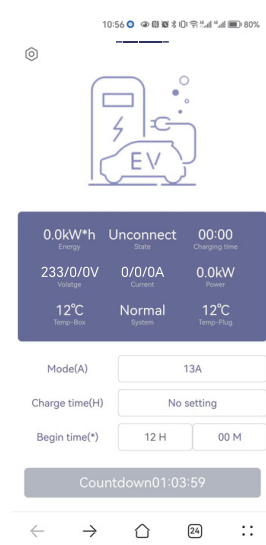 10:56 80%
EV
0.0kW*h Unconnect 00:00
Energy State Charging time
233/0/0V 0/0/0A 0.0kW
Volatge Current Power
12℃ Normal 12℃
Temp-Box System Temp-Plug
Mode(A) 13A
Charge time(H) No setting
Begin time(*) 12 H 00 M
Countdown01:03:59
24